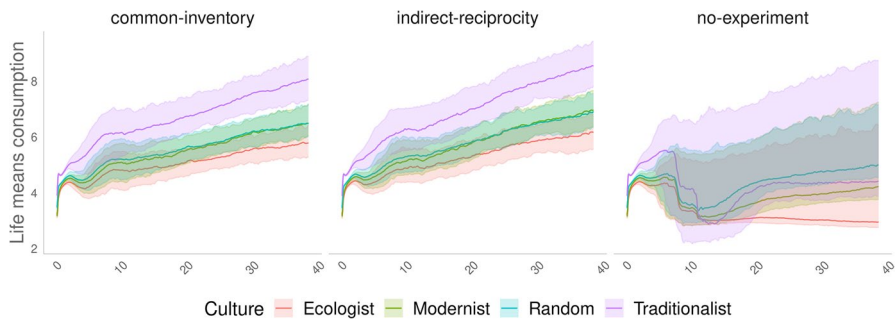 common-inventory indirect-reciprocity no-experiment
Life means consumption
8
6
4
2
0 10 20 30 40 0 10 20 30 40 0 10 20 30 40
Culture Ecologist Modernist Random Traditionalist